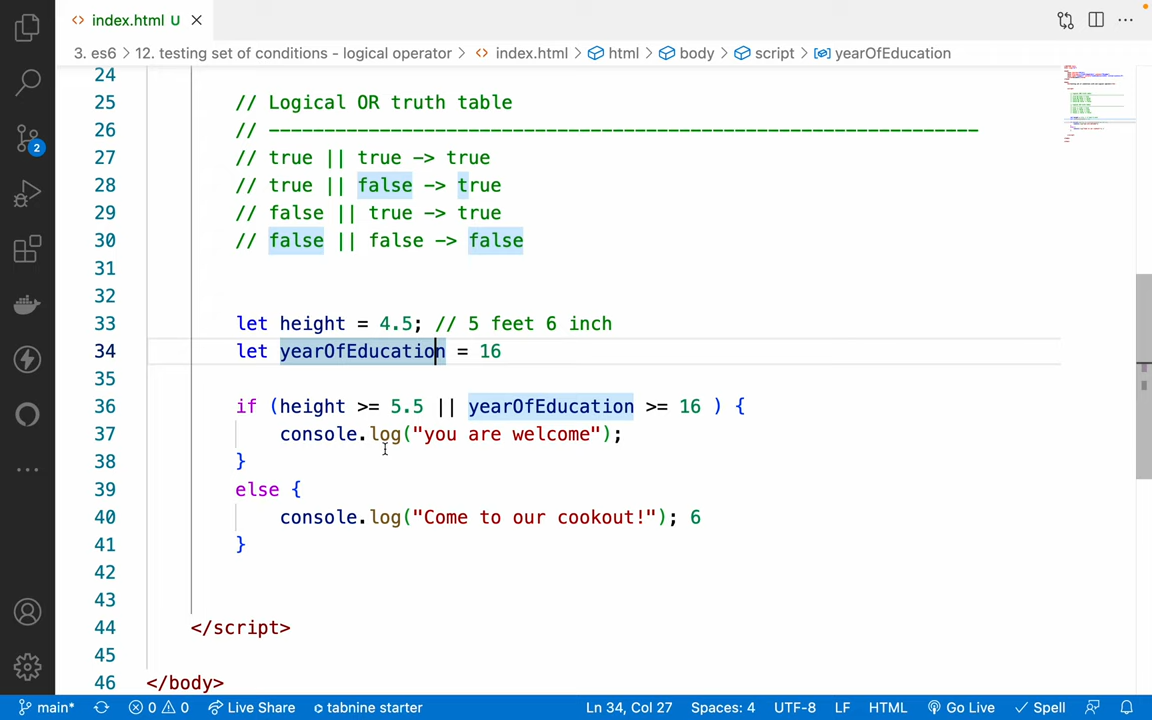 index.html U
3. es6 > 12. testing set of conditions - logical operator > index.html > html > body > script > yearOfEducation
24
25 // Logical OR truth table
26 // ----------------------------------------------------------------
27 // true || true -> true
28 // true || false -> true
29 // false || true -> true
30 // false || false -> false
31
32
33 let height = 4.5; // 5 feet 6 inch
34 let yearOfEducation = 16
35
36 if (height >= 5.5 || yearOfEducation >= 16 ) {
37 console.log("you are welcome");
38 }
39 else {
40 console.log("Come to our cookout!"); 6
41 }
42
43
44 </script>
45
46 </body>
2
main* 0 0 Live Share tabnine starter Ln 34, Col 27 Spaces: 4 UTF-8 LF HTML Go Live Spell